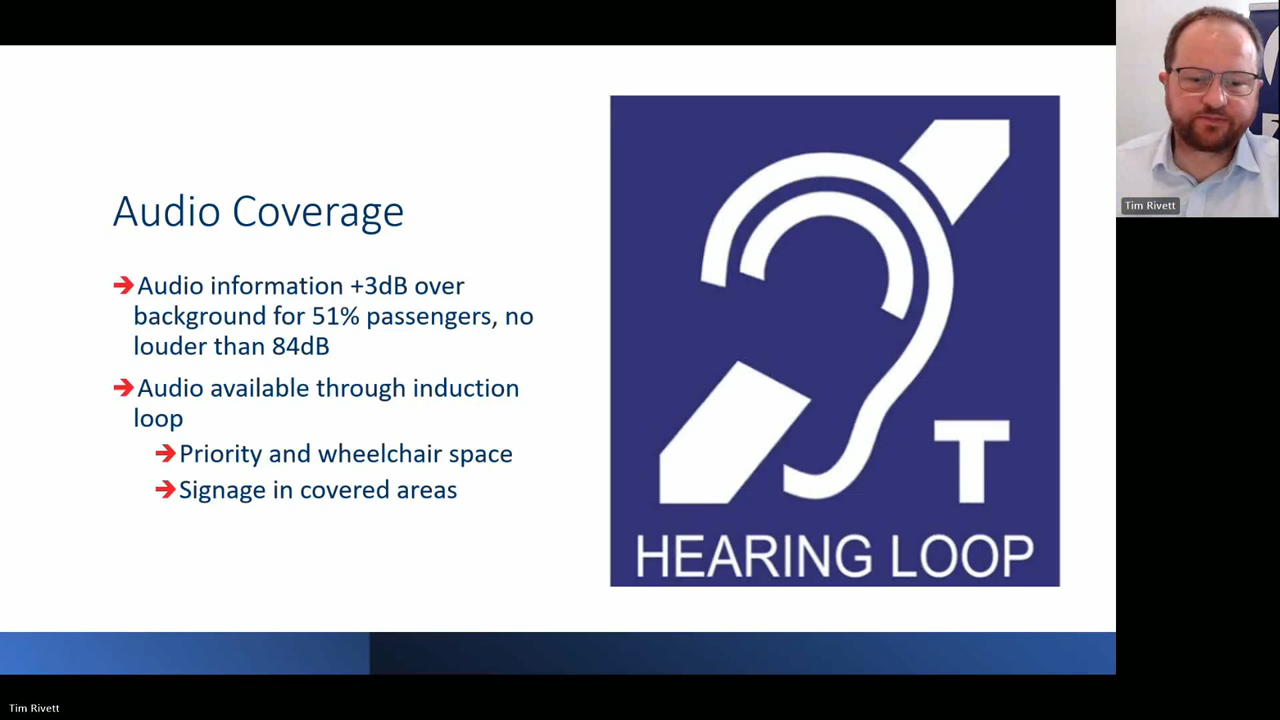 Audio Coverage
➔Audio information +3dB over
background for 51% passengers, no
louder than 84dB
➔Audio available through induction
loop
➔Priority and wheelchair space
➔Signage in covered areas
T
HEARING LOOP
Tim Rivett
Tim Rivett